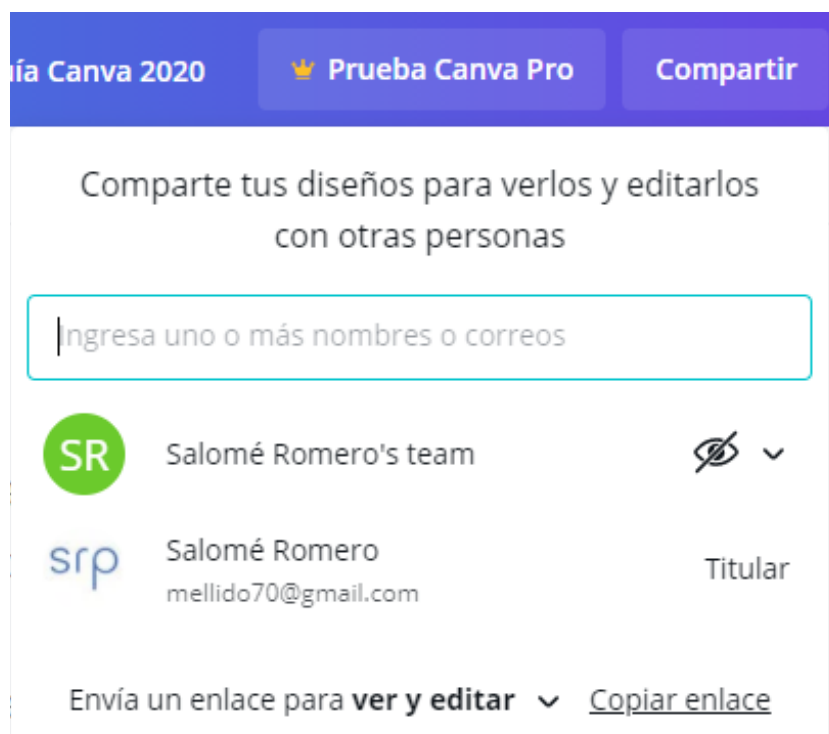 ía Canva 2020 Prueba Canva Pro Compartir
Comparte tus diseños para verlos y editarlos
con otras personas
Ingresa uno o más nombres o correos
SR Salomé Romero's team
srp Salomé Romero Titular
mellido70@gmail.com
Envía un enlace para ver y editar Copiar enlace